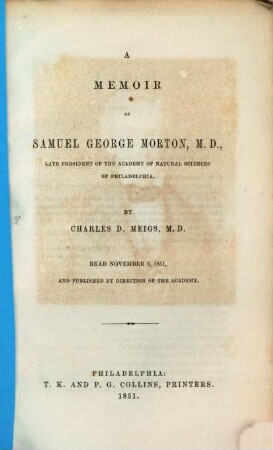 A
MEMOIR
OF
SAMUEL GEORGE MORTON, M.D.,
LATE PRESIDENT OF THE ACADEMY OF NATURAL SCIENCES
OF PHILADELPHIA.
BY
CHARLES D. MEIGS, M.D.
READ NOVEMBER 6, 1851,
AND PUBLISHED BY DIRECTION OF THE ACADEMY.
PHILADELPHIA:
T. K. AND P. G. COLLINS, PRINTERS.
1851.